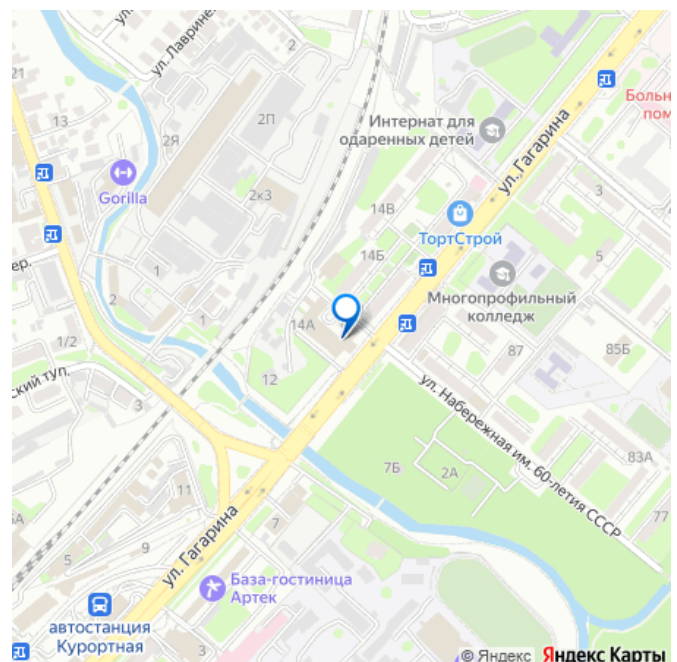 ул. Лаврине
2
21
13
2П
2Я
Интернат для
одаренных детей
ул. Гагарина
Больн
пом
Gorilla
2к3
3
14В
ТортСтрой
пер.
14Б
5
1
2
Многопрофильный
колледж
1
14А
1/2
87
85Б
ский туп.
12
3
ул. Набережная им. 60-летия СССР
7Б
2А
83А
11
77
ул. Гагарина
7
5
9
База-гостиница
Артек
автостанция
Курортная
© Яндекс Яндекс Карты